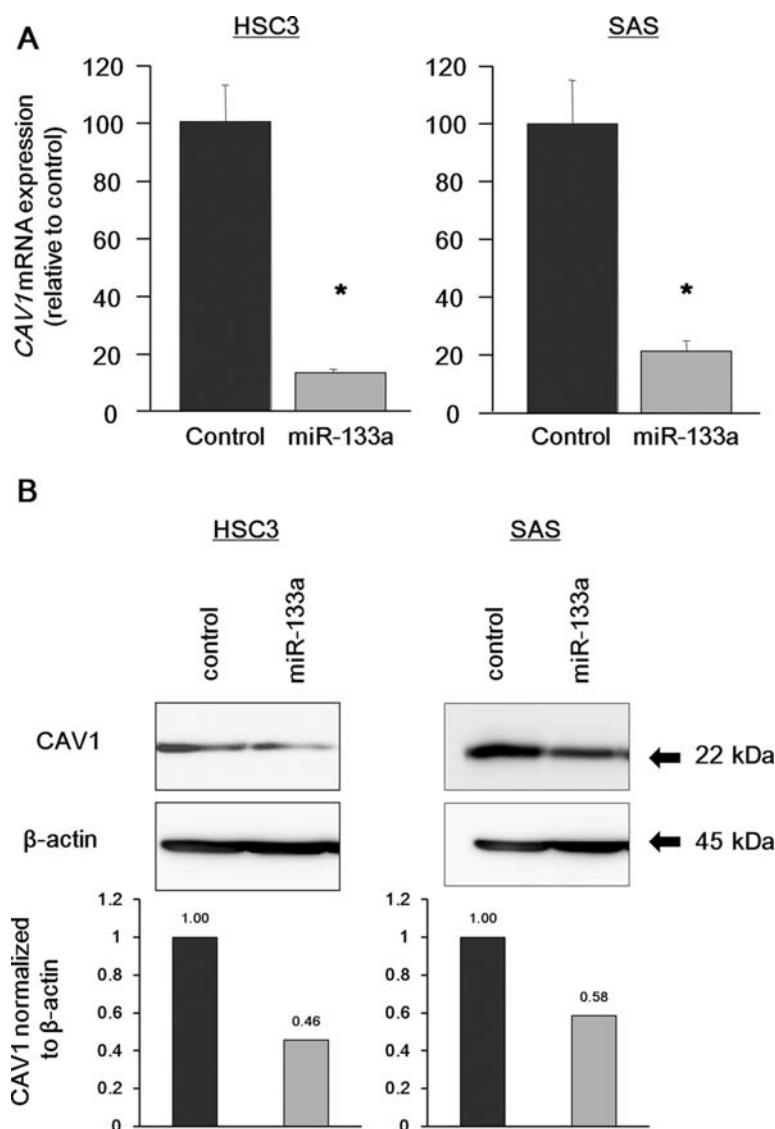 A
HSC3
SAS
CAV1 mRNA expression
(relative to control)
120
100
80
60
40
20
0
120
100
80
60
40
20
0
*
*
Control miR-133a
Control miR-133a
B
HSC3
SAS
control
miR-133a
control
miR-133a
CAV1
22 kDa
β-actin
45 kDa
CAV1 normalized
to β-actin
1.2
1
0.8
0.6
0.4
0.2
0
1.00
0.46
1.2
1
0.8
0.6
0.4
0.2
0
1.00
0.58